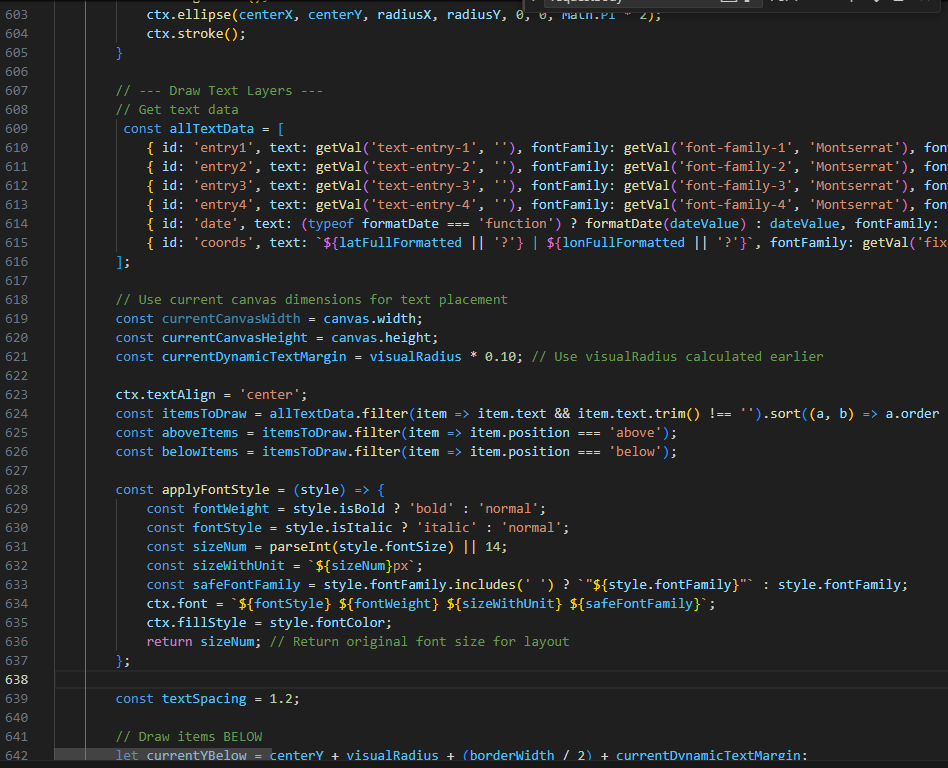 603 ctx.ellipse(centerX, centerY, radiusX, radiusY, 0, 0, Math.PI * 2);
604 ctx.stroke();
605 }
606
607 // --- Draw Text Layers ---
608 // Get text data
609 const allTextData = [
610 { id: 'entry1', text: getVal('text-entry-1', ''), fontFamily: getVal('font-family-1', 'Montserrat'), fon
611 { id: 'entry2', text: getVal('text-entry-2', ''), fontFamily: getVal('font-family-2', 'Montserrat'), fon
612 { id: 'entry3', text: getVal('text-entry-3', ''), fontFamily: getVal('font-family-3', 'Montserrat'), fon
613 { id: 'entry4', text: getVal('text-entry-4', ''), fontFamily: getVal('font-family-4', 'Montserrat'), fon
614 { id: 'date', text: (typeof formatDate === 'function') ? formatDate(dateValue) : dateValue, fontFamily:
615 { id: 'coords', text: `${latFullFormatted || '?'} | ${lonFullFormatted || '?'}`, fontFamily: getVal('fix
616 ];
617
618 // Use current canvas dimensions for text placement
619 const currentCanvasWidth = canvas.width;
620 const currentCanvasHeight = canvas.height;
621 const currentDynamicTextMargin = visualRadius * 0.10; // Use visualRadius calculated earlier
622
623 ctx.textAlign = 'center';
624 const itemsToDraw = allTextData.filter(item => item.text && item.text.trim() !== '').sort((a, b) => a.order
625 const aboveItems = itemsToDraw.filter(item => item.position === 'above');
626 const belowItems = itemsToDraw.filter(item => item.position === 'below');
627
628 const applyFontStyle = (style) => {
629 const fontWeight = style.isBold ? 'bold' : 'normal';
630 const fontStyle = style.isItalic ? 'italic' : 'normal';
631 const sizeNum = parseInt(style.fontSize) || 14;
632 const sizeWithUnit = `${sizeNum}px`;
633 const safeFontFamily = style.fontFamily.includes(' ') ? `"${style.fontFamily}"` : style.fontFamily;
634 ctx.font = `${fontStyle} ${fontWeight} ${sizeWithUnit} ${safeFontFamily}`;
635 ctx.fillStyle = style.fontColor;
636 return sizeNum; // Return original font size for layout
637 };
638
639 const textSpacing = 1.2;
640
641 // Draw items BELOW
642 let currentYBelow = centerY + visualRadius + (borderWidth / 2) + currentDynamicTextMargin;